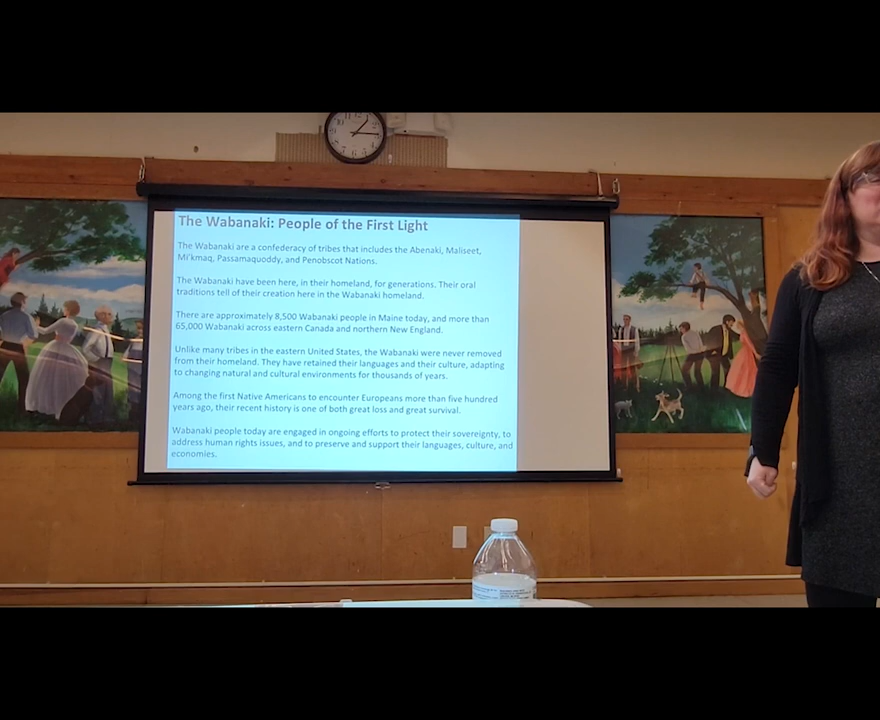 The Wabanaki: People of the First Light
The Wabanaki are a confederacy of tribes that includes the Abenaki, Maliseet,
Mi'kmaq, Passamaquoddy, and Penobscot Nations.
The Wabanaki have been here, in their homeland, for generations. Their oral
traditions tell of their creation here in the Wabanaki homeland.
There are approximately 8,500 Wabanaki people in Maine today, and more than
65,000 Wabanaki across eastern Canada and northern New England.
Unlike many tribes in the eastern United States, the Wabanaki were never removed
from their homeland. They have retained their languages and their culture, adapting
to changing natural and cultural environments for thousands of years.
Among the first Native Americans to encounter Europeans more than five hundred
years ago, their recent history is one of both great loss and great survival.
Wabanaki people today are engaged in ongoing efforts to protect their sovereignty, to
address human rights issues, and to preserve and support their languages, culture, and
economies.